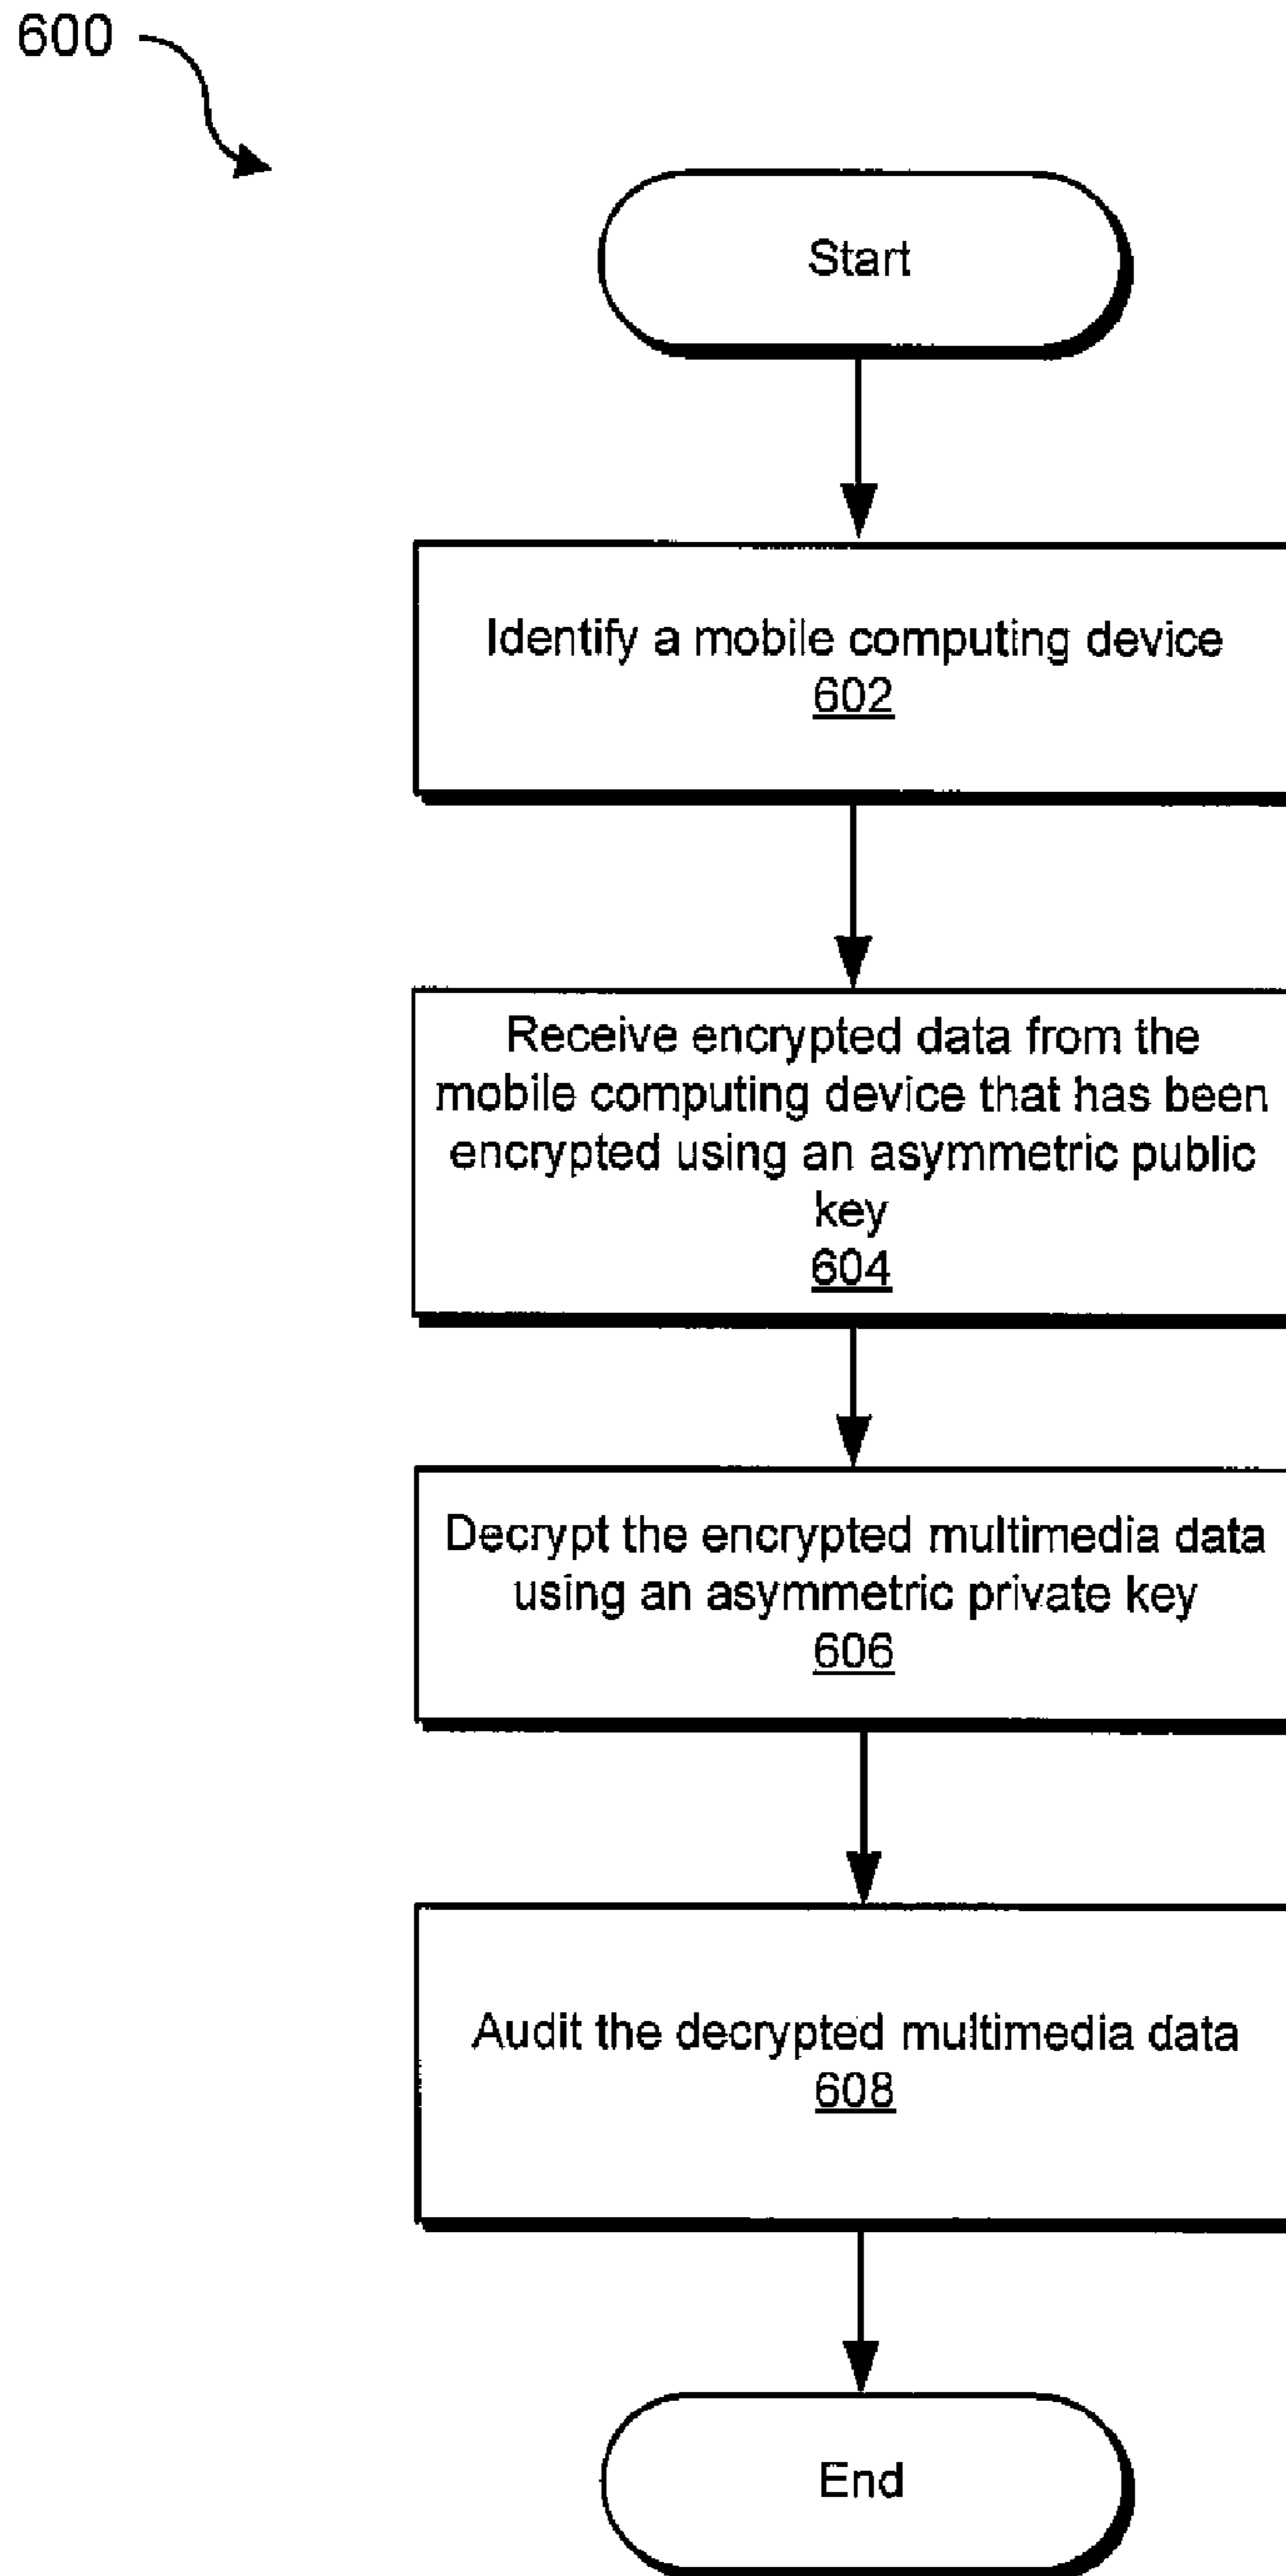 600
Start
Identify a mobile computing device
602
Receive encrypted data from the
mobile computing device that has been
encrypted using an asymmetric public
key
604
Decrypt the encrypted multimedia data
using an asymmetric private key
606
Audit the decrypted multimedia data
608
End